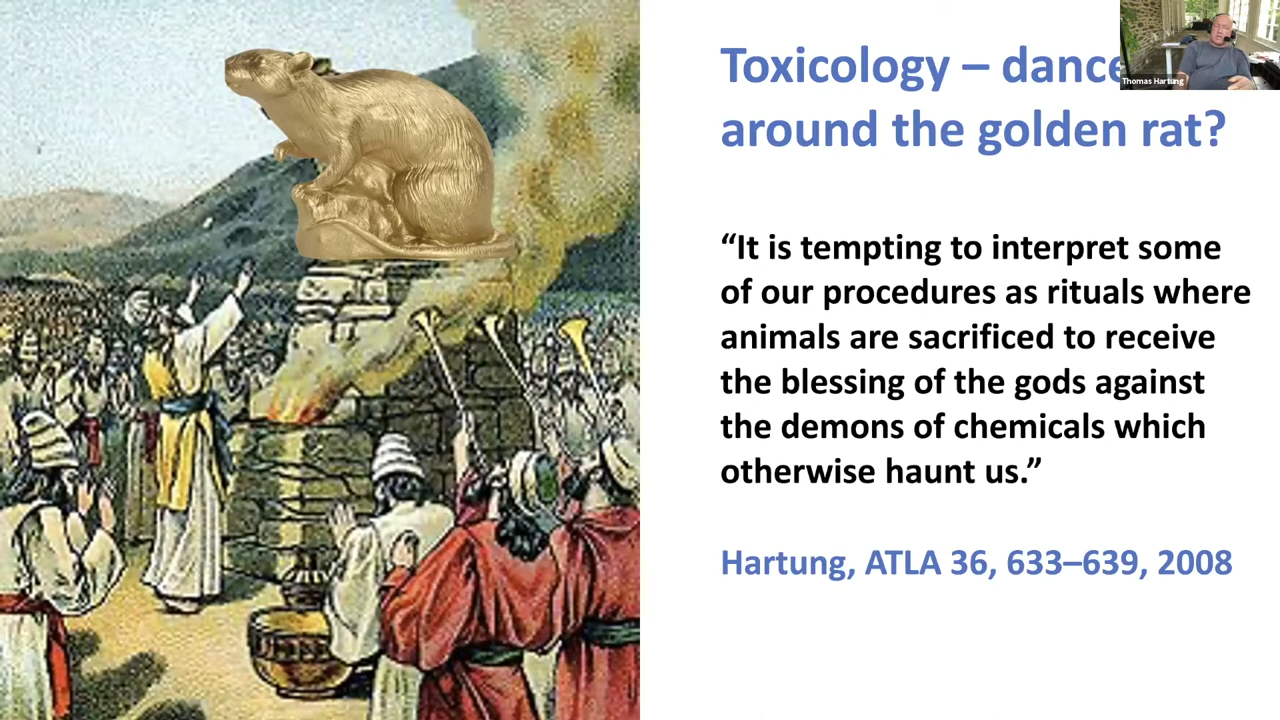 Toxicology – dance
around the golden rat?
Thomas Hartung
“It is tempting to interpret some
of our procedures as rituals where
animals are sacrificed to receive
the blessing of the gods against
the demons of chemicals which
otherwise haunt us.”
Hartung, ATLA 36, 633–639, 2008